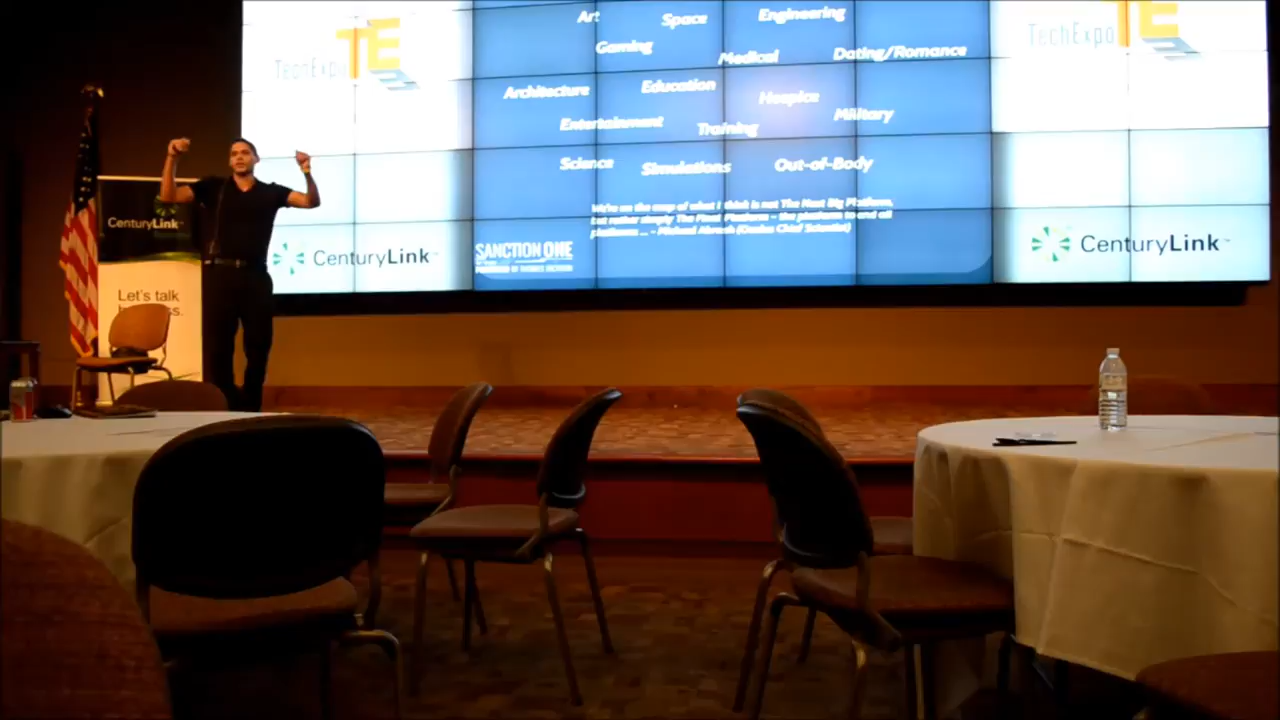 TechExpo TE
Art
Space
Engineering
TechExpo TE
Gaming
Medical
Dating/Romance
Architecture
Education
Hospice
Military
Entertainment
Training
Science
Simulations
Out-of-Body
We're on the cusp of what I think is not The Next Big Platform,
but rather simply The Final Platform – the platform to end all
platforms ... - Michael Abrash (Oculus Chief Scientist)
SANCTION ONE
CenturyLink™
CenturyLink™
CenturyLink™
Let's talk